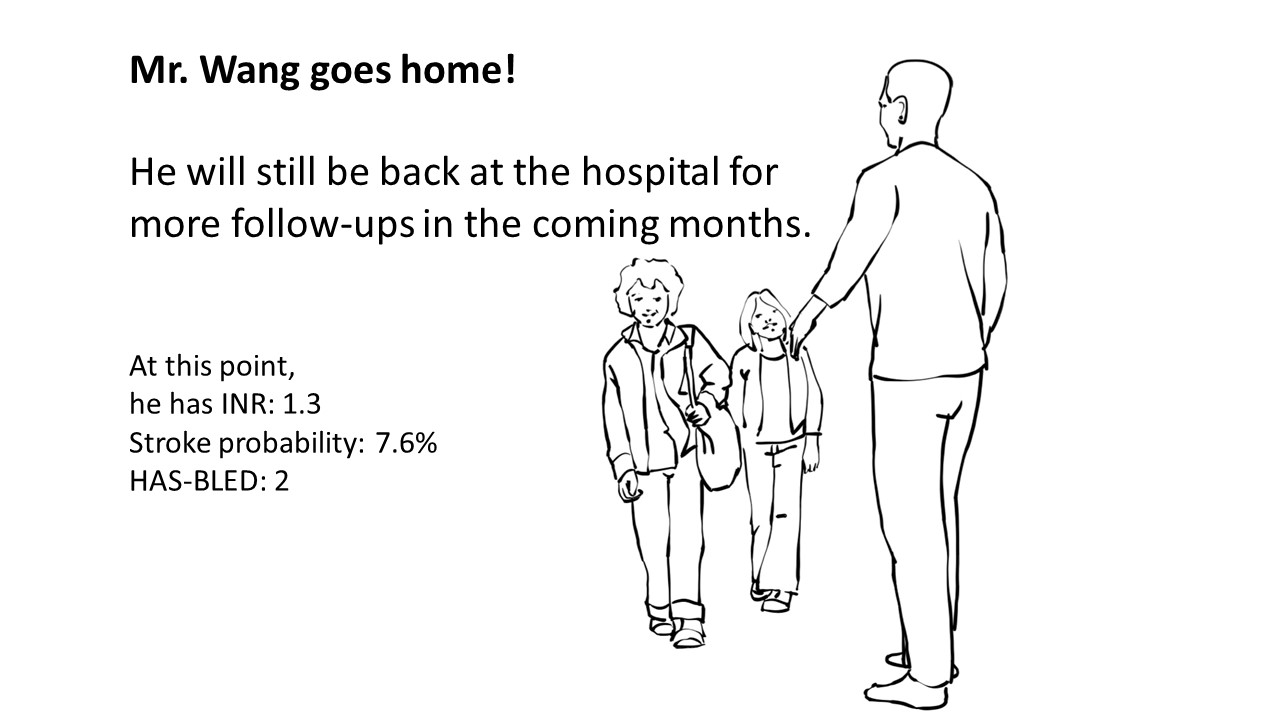 Mr. Wang goes home!
He will still be back at the hospital for
more follow-ups in the coming months.
At this point,
he has INR: 1.3
Stroke probability: 7.6%
HAS-BLED: 2